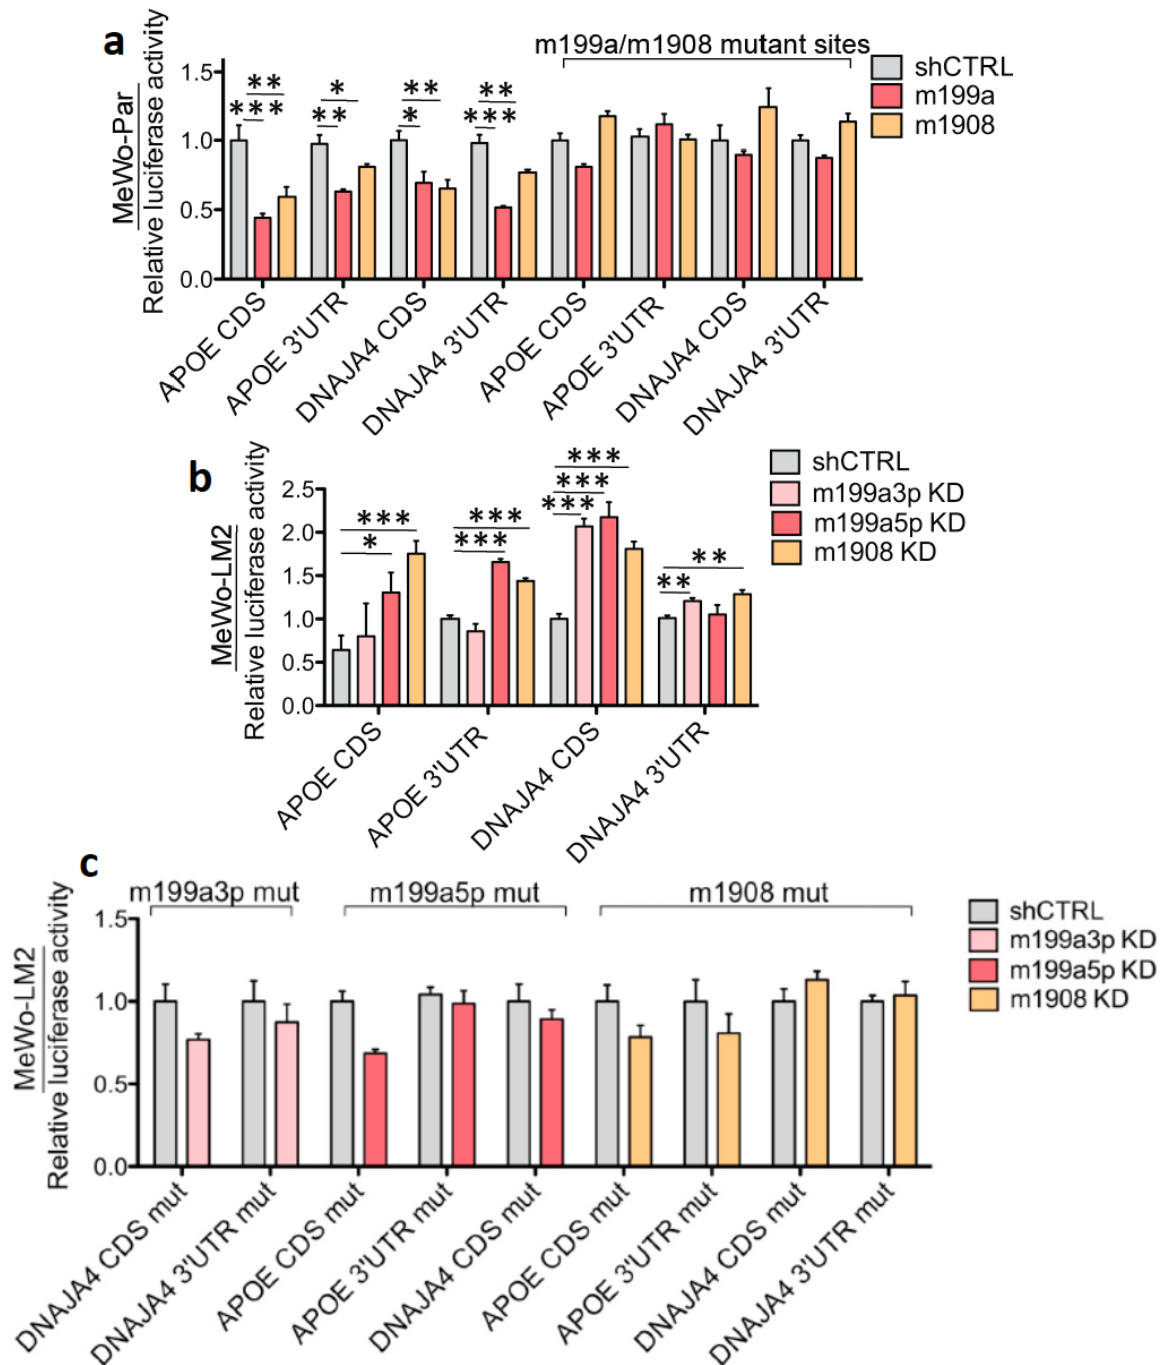 a
m199a/m1908 mutant sites
MeWo-Par
Relative luciferase activity
1.5
1.0
0.5
0.0
** * ** **
*** ** * ***
shCTRL
m199a
m1908
APOE CDS
APOE 3'UTR
DNAJA4 CDS
DNAJA4 3'UTR
APOE CDS
APOE 3'UTR
DNAJA4 CDS
DNAJA4 3'UTR
b
MeWo-LM2
Relative luciferase activity
2.5
2.0
1.5
1.0
0.5
0.0
***
*
***
***
***
***
***
**
**
shCTRL
m199a3p KD
m199a5p KD
m1908 KD
APOE CDS
APOE 3'UTR
DNAJA4 CDS
DNAJA4 3'UTR
c
m199a3p mut
m199a5p mut
m1908 mut
MeWo-LM2
Relative luciferase activity
1.5
1.0
0.5
0.0
shCTRL
m199a3p KD
m199a5p KD
m1908 KD
DNAJA4 CDS mut
DNAJA4 3'UTR mut
APOE CDS mut
APOE 3'UTR mut
DNAJA4 CDS mut
APOE CDS mut
APOE 3'UTR mut
DNAJA4 CDS mut
DNAJA4 3'UTR mut